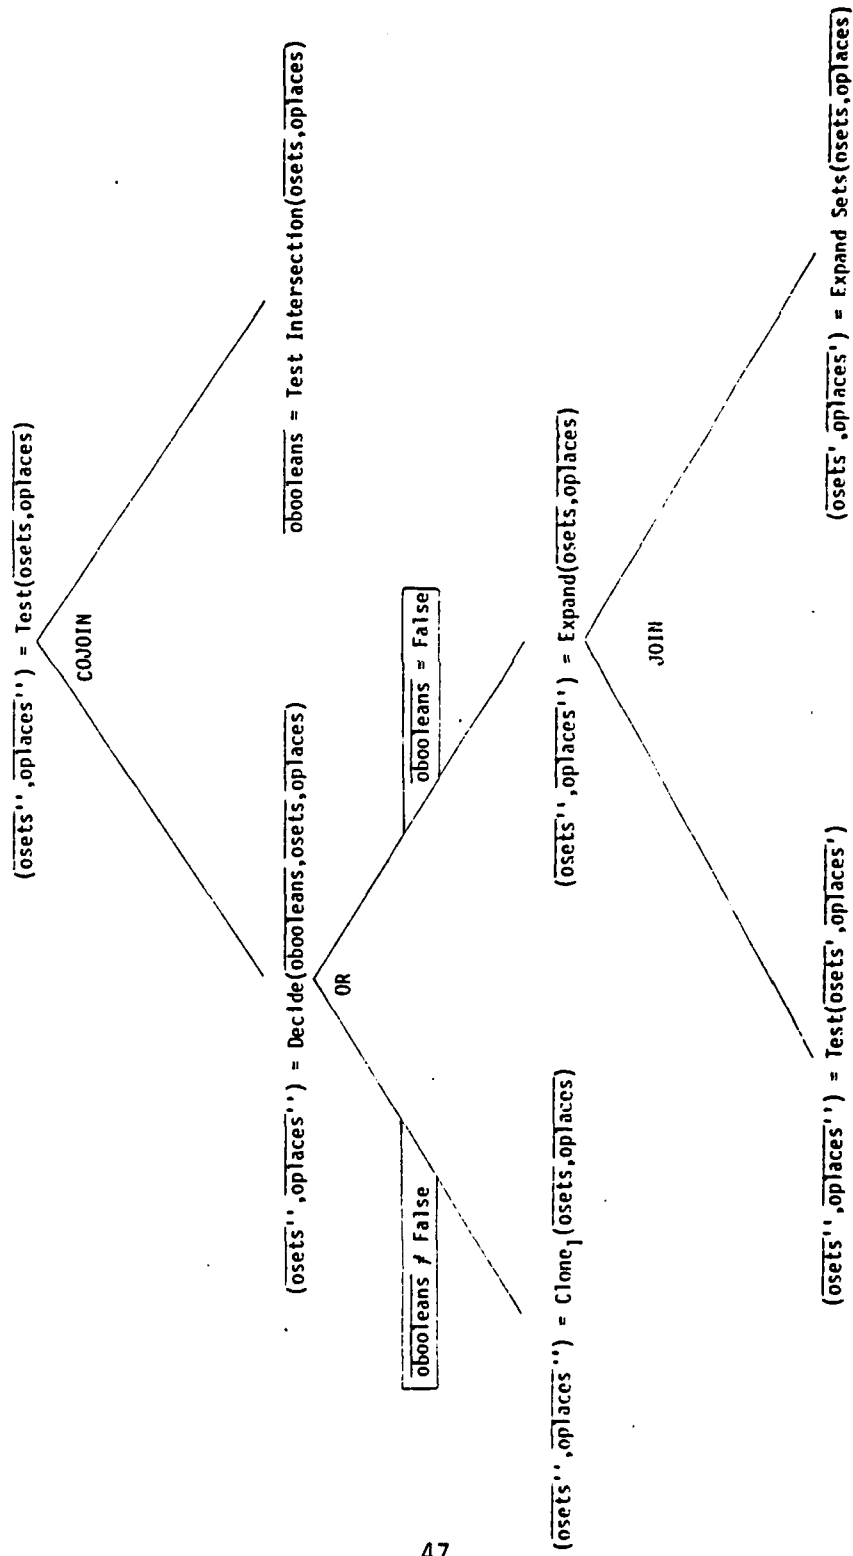 (osets'',oplaces'') = Test(osets,oplaces)
COJOIN
(osets'',oplaces'') = Decide(obooleans,osets,oplaces)
obooleans = Test Intersection(osets,oplaces)
OR
obooleans ≠ False
obooleans = False
(osets'',oplaces'') = Clone₁(osets,oplaces)
(osets'',oplaces'') = Expand(osets,oplaces)
JOIN
(osets'',oplaces'') = Test(osets',oplaces')
(osets',oplaces') = Expand Sets(osets,oplaces)
47